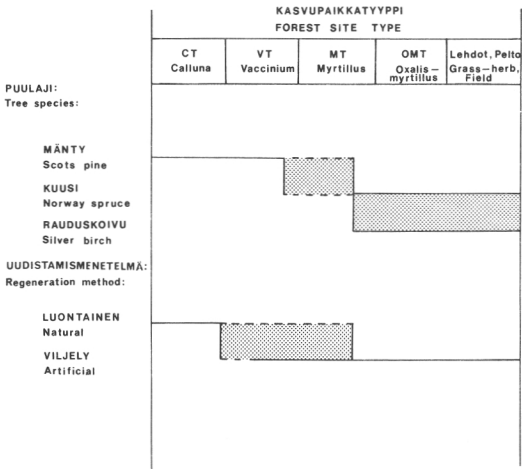 KASVUPAIKKATYYPPI
FOREST SITE TYPE
CT VT MT OMT Lehdot, Pelto
Calluna Vaccinium Myrtillus Oxalis– Grass–herb,
myrtillus Field
PUULAJI:
Tree species:
MÄNTY
Scots pine
KUUSI
Norway spruce
RAUDUSKOIVU
Silver birch
UUDISTAMISMENETELMÄ:
Regeneration method:
LUONTAINEN
Natural
VILJELY
Artificial